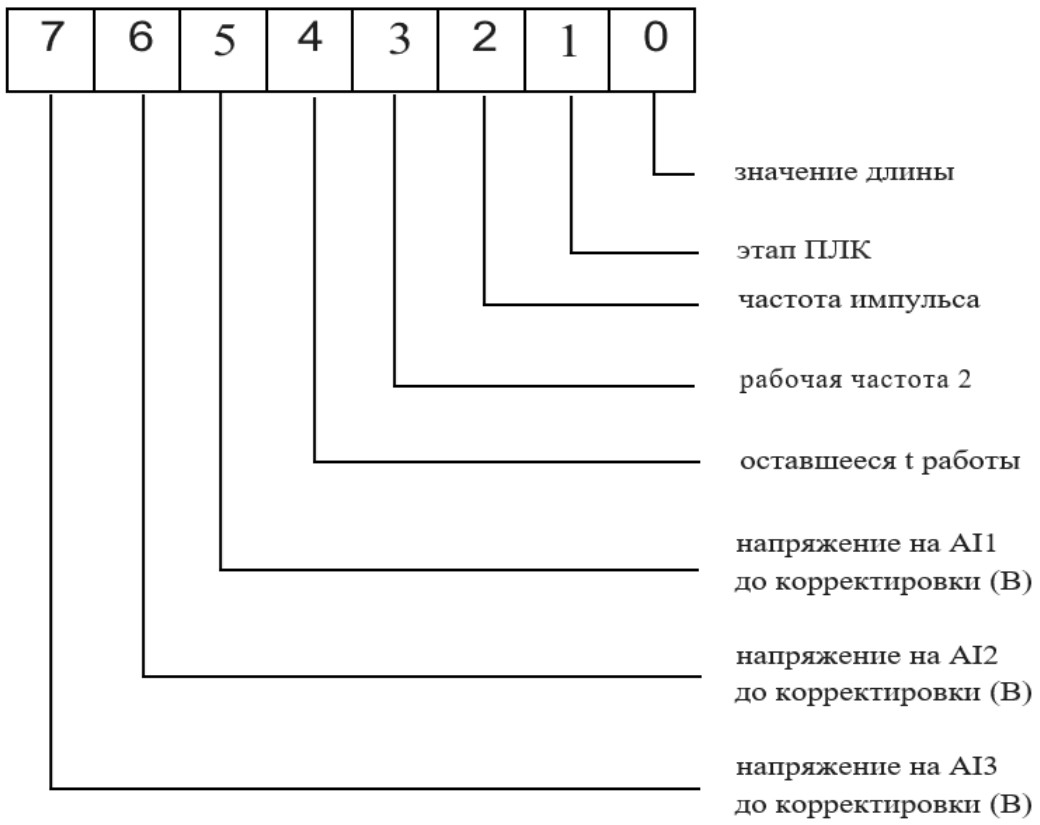 7 6 5 4 3 2 1 0
значение длины
этап ПЛК
частота импульса
рабочая частота 2
оставшееся t работы
напряжение на AI1
до корректировки (В)
напряжение на AI2
до корректировки (В)
напряжение на AI3
до корректировки (В)